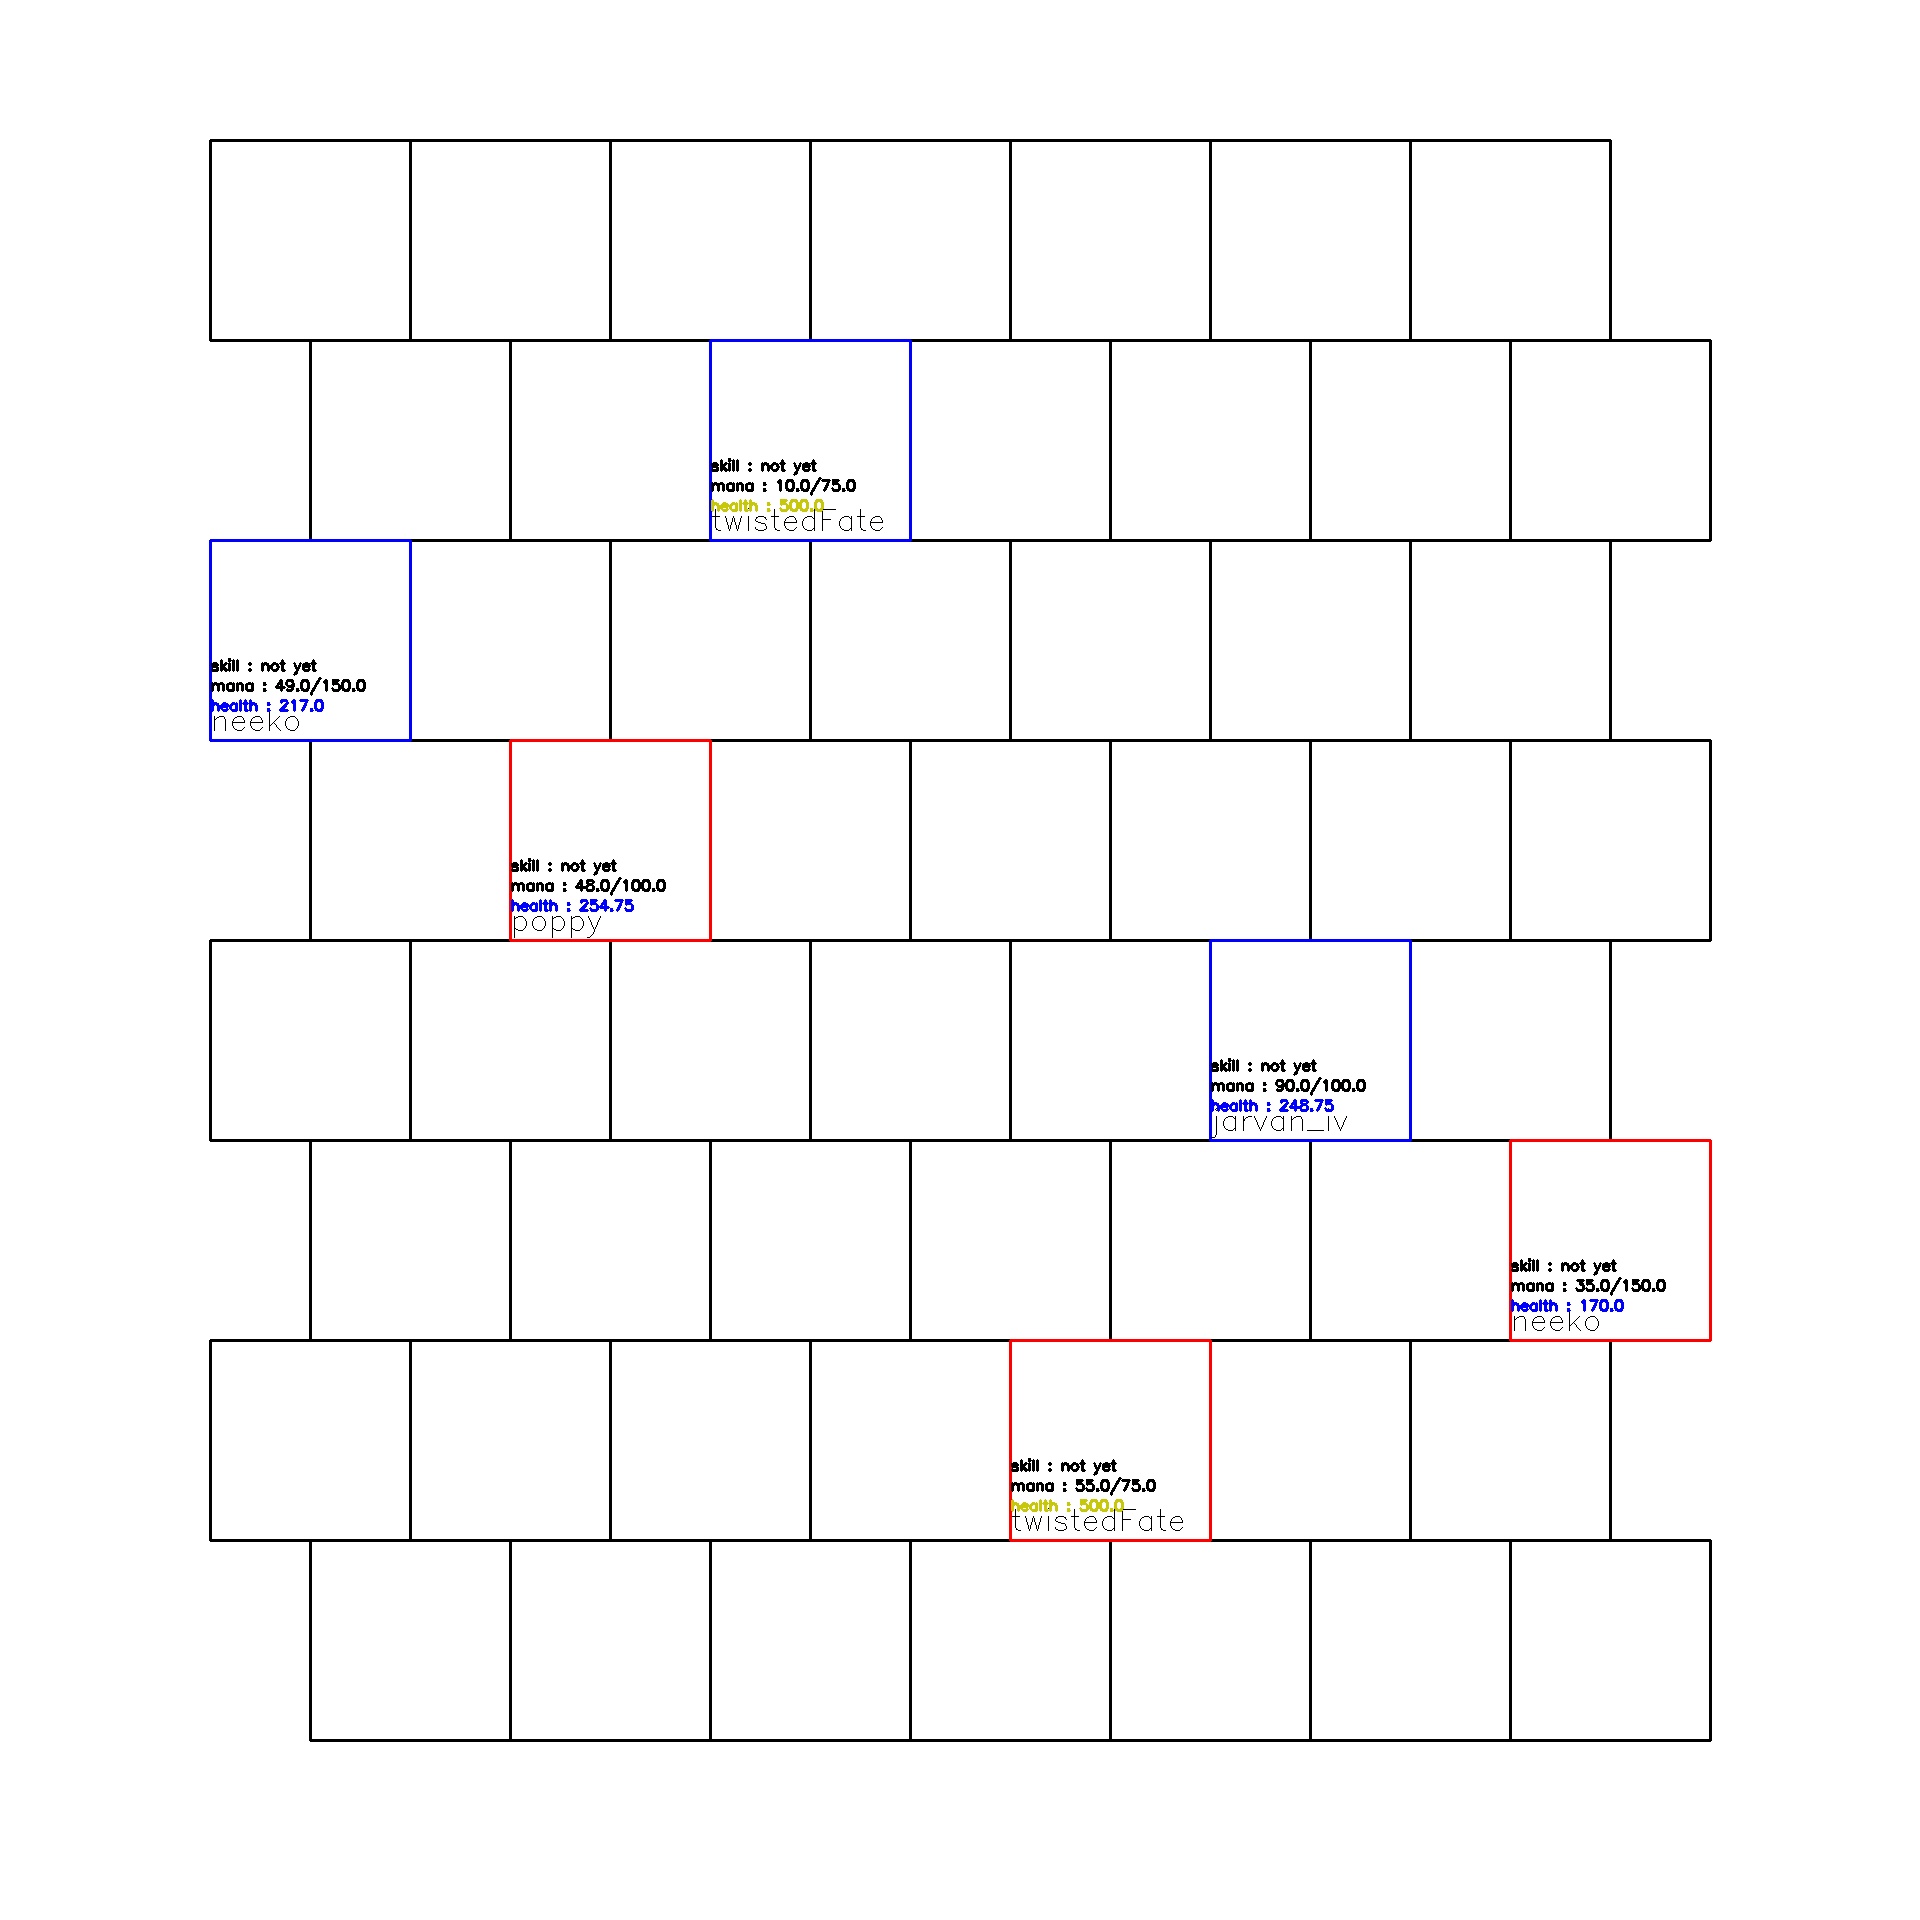 skill : not yet
mana : 10.0/75.0
health : 500.0
twistedFate
skill : not yet
mana : 49.0/150.0
health : 217.0
neeko
skill : not yet
mana : 48.0/100.0
health : 254.75
poppy
skill : not yet
mana : 90.0/100.0
health : 248.75
jarvan_iv
skill : not yet
mana : 35.0/150.0
health : 170.0
neeko
skill : not yet
mana : 55.0/75.0
health : 500.0
twistedFate